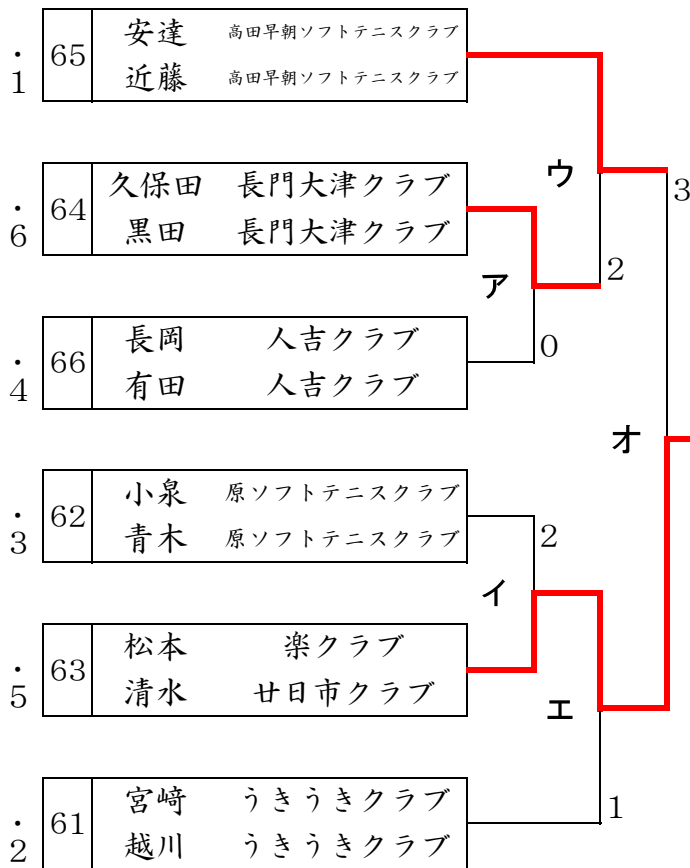 ・1 65 安達 高田早朝ソフトテニスクラブ
近藤 高田早朝ソフトテニスクラブ
ウ
3
・6 64 久保田 長門大津クラブ
黒田 長門大津クラブ
2
ア
0
・4 66 長岡 人吉クラブ
有田 人吉クラブ
オ
・3 62 小泉 原ソフトテニスクラブ
青木 原ソフトテニスクラブ
2
イ
・5 63 松本 楽クラブ
清水 廿日市クラブ
エ
1
・2 61 宮﨑 うきうきクラブ
越川 うきうきクラブ